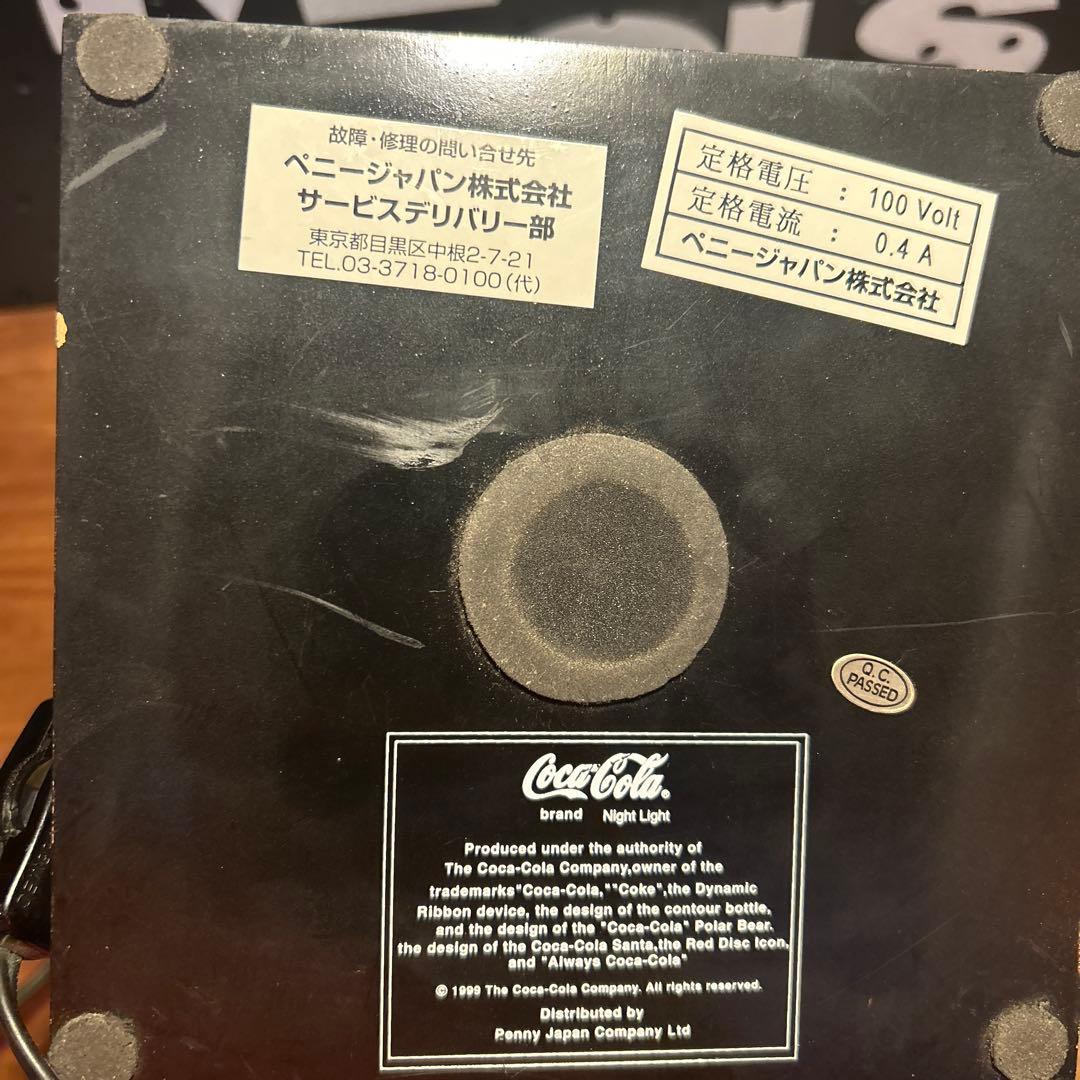 故障・修理の問い合せ先
ペニージャパン株式会社
サービスデリバリー部
東京都目黒区中根2-7-21
TEL.03-3718-0100(代)
定格電圧 : 100 Volt
定格電流 : 0.4 A
ペニージャパン株式会社
Q.C.
PASSED
Coca-Cola®
brand Night Light
Produced under the authority of
The Coca-Cola Company,owner of the
trademarks"Coca-Cola,""Coke",the Dynamic
Ribbon device, the design of the contour bottle,
and the design of the "Coca-Cola" Polar Bear,
the design of the Coca-Cola Santa,the Red Disc Icon,
and "Always Coca-Cola"
© 1999 The Coca-Cola Company. All rights reserved.
Distributed by
Penny Japan Company Ltd